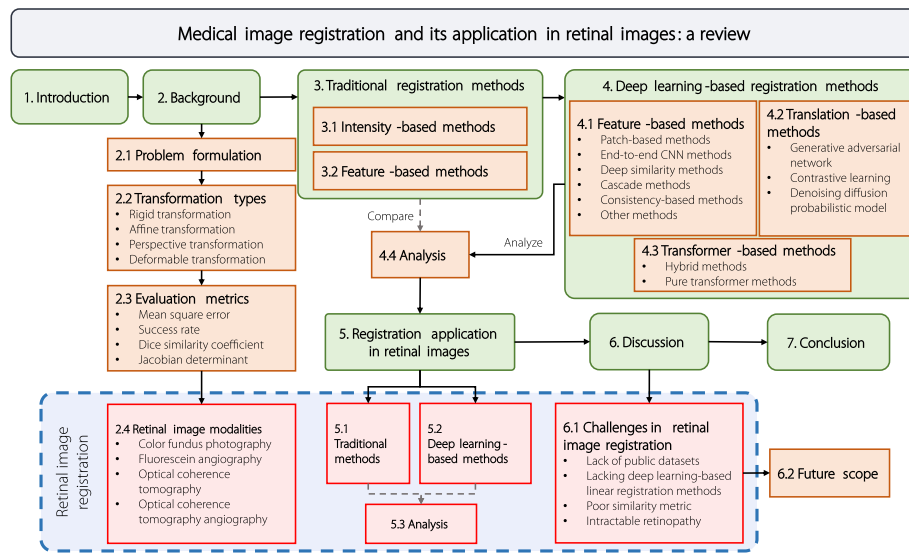 Medical image registration and its application in retinal images: a review
1. Introduction
2. Background
3. Traditional registration methods
3.1 Intensity -based methods
3.2 Feature -based methods
4. Deep learning-based registration methods
4.1 Feature -based methods
• Patch-based methods
• End-to-end CNN methods
• Deep similarity methods
• Cascade methods
• Consistency-based methods
• Other methods
4.2 Translation -based
methods
• Generative adversarial
network
• Contrastive learning
• Denoising diffusion
probabilistic model
4.3 Transformer -based methods
• Hybrid methods
• Pure transformer methods
2.1 Problem formulation
2.2 Transformation types
• Rigid transformation
• Affine transformation
• Perspective transformation
• Deformable transformation
2.3 Evaluation metrics
• Mean square error
• Success rate
• Dice similarity coefficient
• Jacobian determinant
Compare
Analyze
4.4 Analysis
5. Registration application
in retinal images
6. Discussion
7. Conclusion
Retinal image
registration
2.4 Retinal image modalities
• Color fundus photography
• Fluorescein angiography
• Optical coherence
tomography
• Optical coherence
tomography angiography
5.1
Traditional
methods
5.2
Deep learning-
based methods
5.3 Analysis
6.1 Challenges in retinal
image registration
• Lack of public datasets
• Lacking deep learning-based
linear registration methods
• Poor similarity metric
• Intractable retinopathy
6.2 Future scope